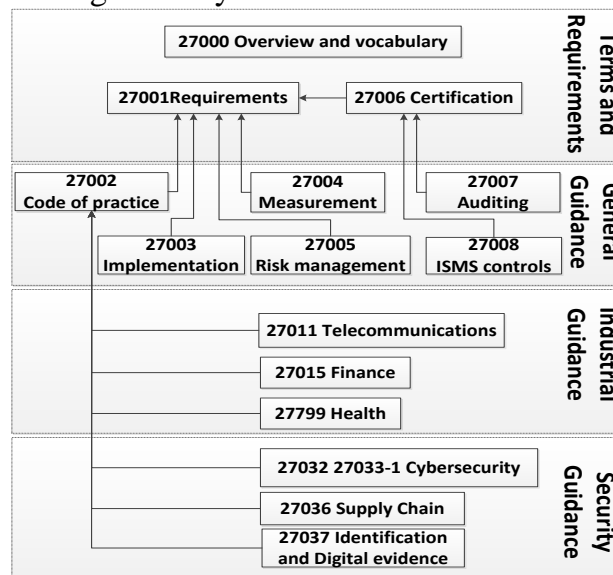 27000 Overview and vocabulary
27001Requirements
27006 Certification
Terms and
Requirements
27002
Code of practice
27004
Measurement
27007
Auditing
27003
Implementation
27005
Risk management
27008
ISMS controls
General
Guidance
27011 Telecommunications
27015 Finance
27799 Health
Industrial
Guidance
27032 27033-1 Cybersecurity
27036 Supply Chain
27037 Identification
and Digital evidence
Security
Guidance